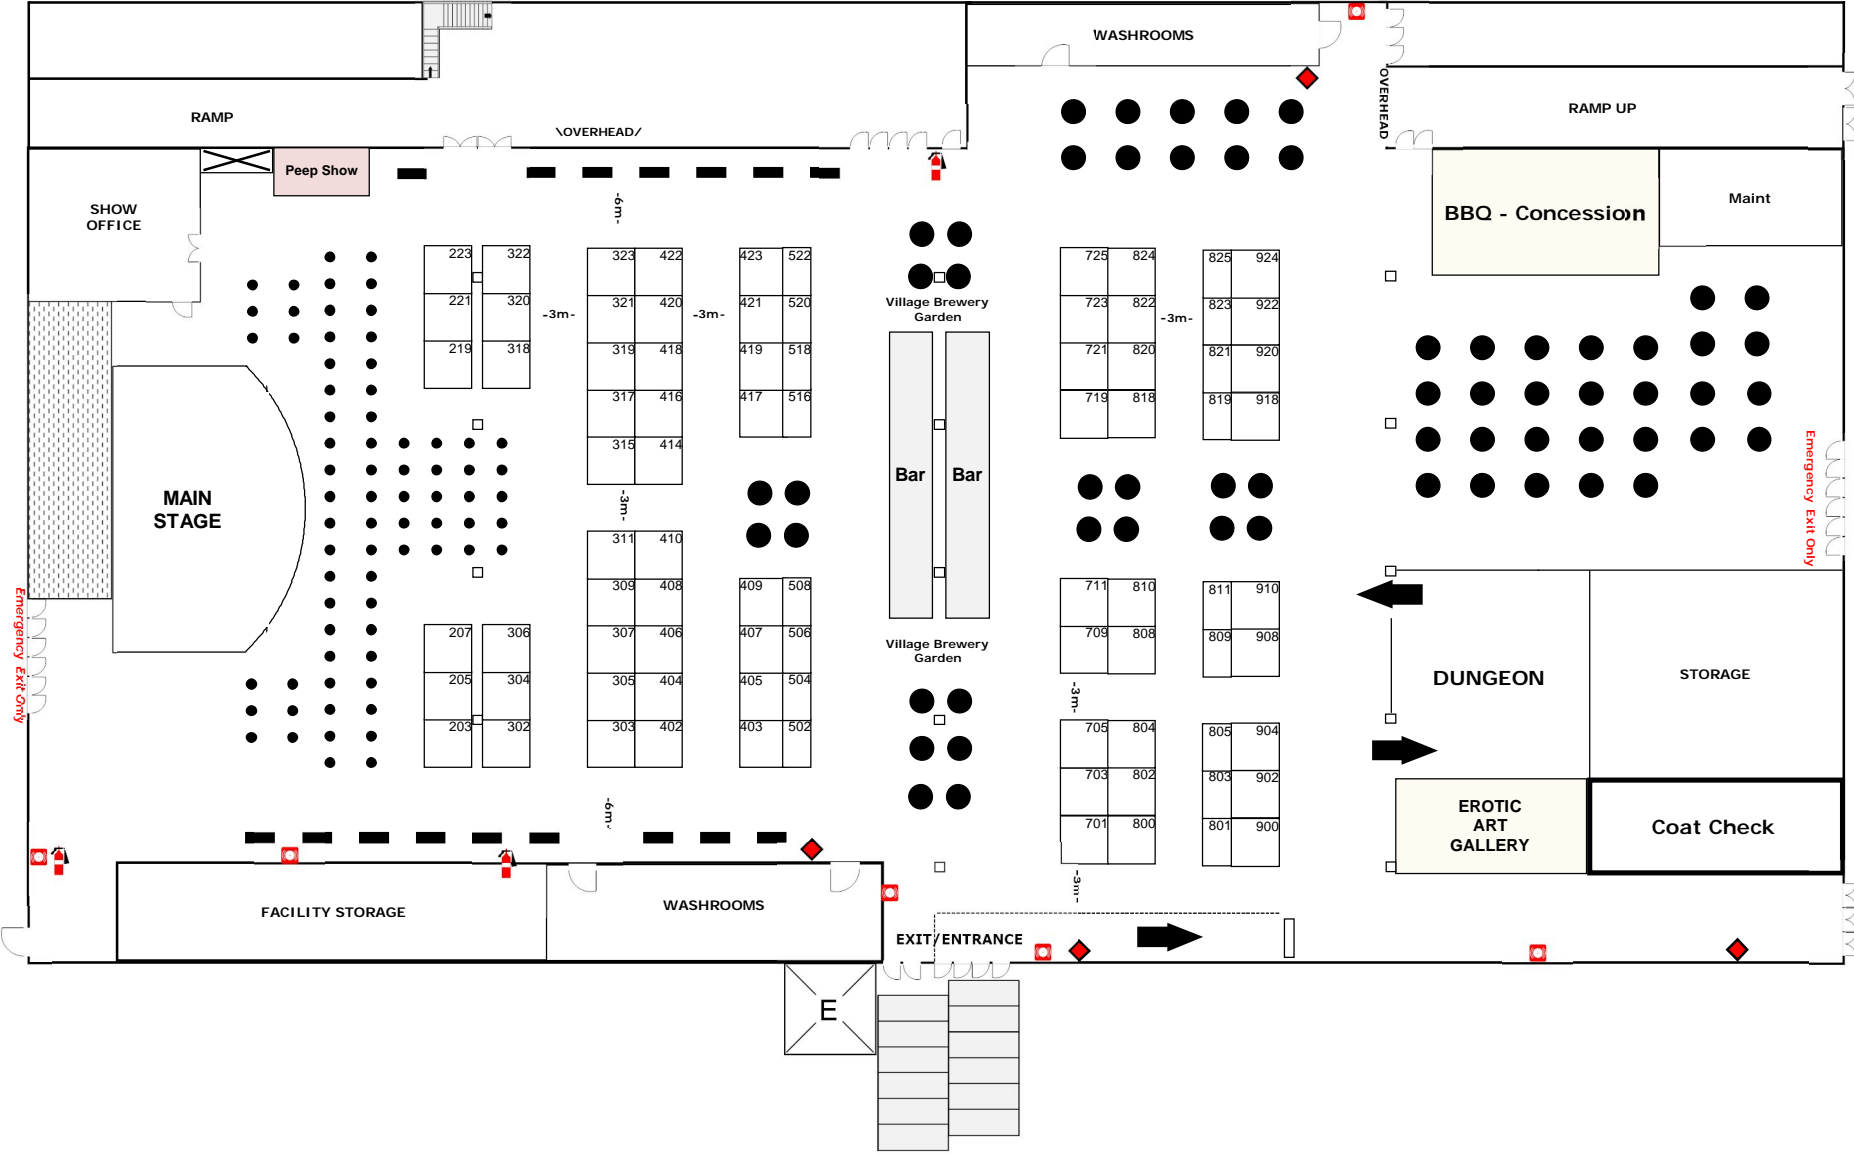 WASHROOMS
OVERHEAD
RAMP
\OVERHEAD/
RAMP UP
Peep Show
SHOW
OFFICE
-6m-
BBQ - Concession
Maint
223 322
221 320
219 318
-3m-
323 422
321 420
319 418
317 416
315 414
-3m-
423 522
421 520
419 518
417 516
Village Brewery
Garden
725 824
723 822
721 820
719 818
-3m-
825 924
823 922
821 920
819 918
MAIN
STAGE
-3m-
Bar
Bar
Emergency Exit Only
Emergency Exit Only
207 306
205 304
203 302
311 410
309 408
307 406
305 404
303 402
409 508
407 506
405 504
403 502
Village Brewery
Garden
711 810
709 808
-3m-
705 804
703 802
701 800
811 910
809 908
805 904
803 902
801 900
DUNGEON
STORAGE
-6m-
EROTIC
ART
GALLERY
Coat Check
-3m-
FACILITY STORAGE
WASHROOMS
EXIT/ENTRANCE
E